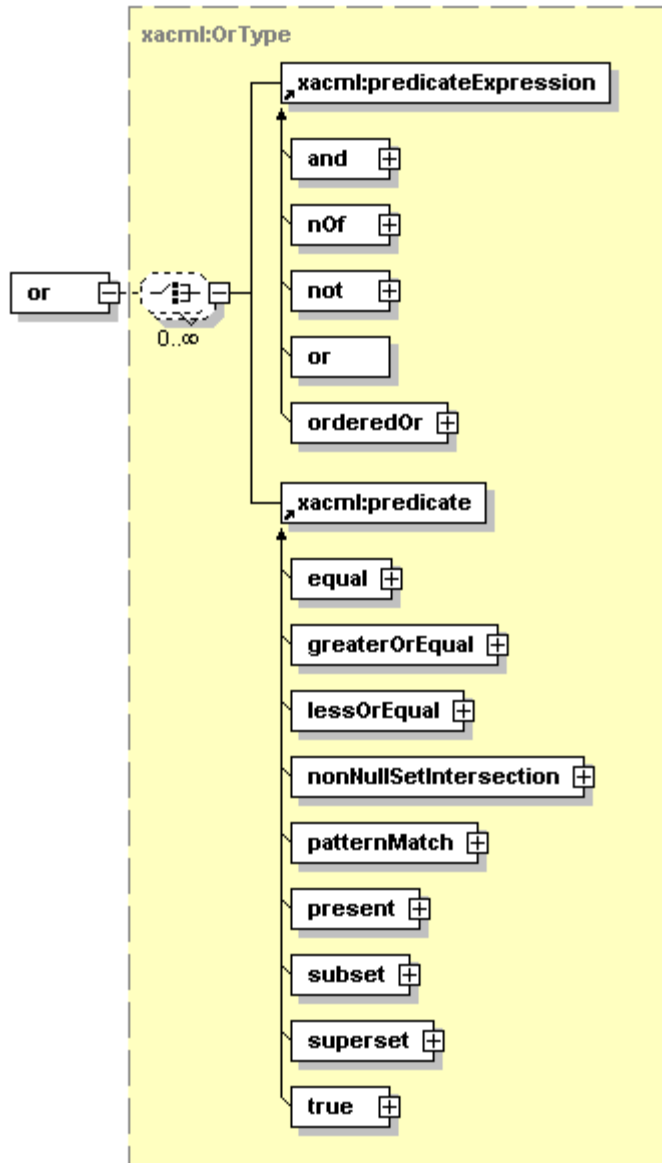 xacml:OrType
xacml:predicateExpression
and
nOf
not
or
0..∞
or
orderedOr
xacml:predicate
equal
greaterOrEqual
lessOrEqual
nonNullSetIntersection
patternMatch
present
subset
superset
true